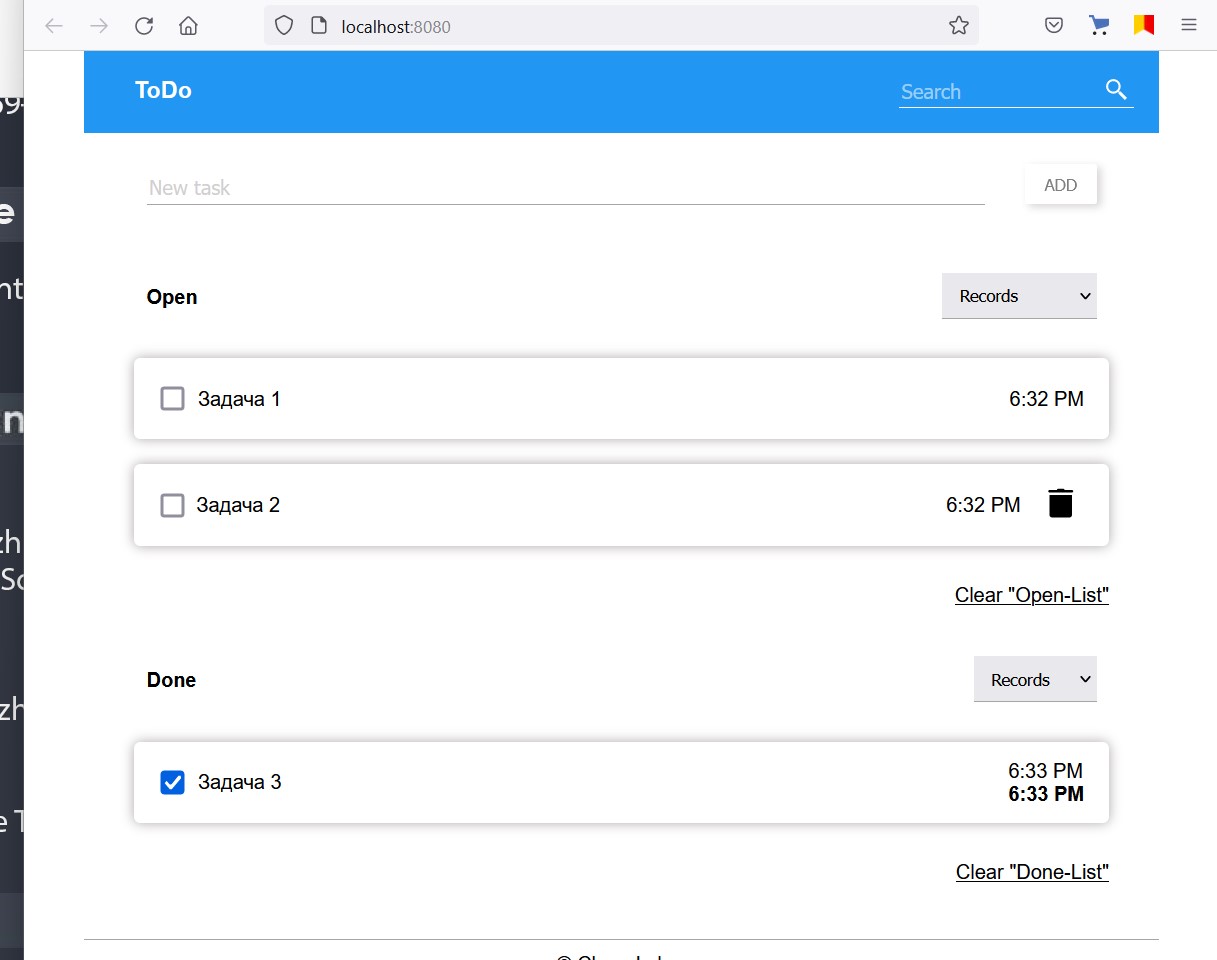 localhost:8080
ToDo
Search
New task
ADD
Open
Records
Задача 1
6:32 PM
Задача 2
6:32 PM
Clear "Open-List"
Done
Records
Задача 3
6:33 PM
6:33 PM
Clear "Done-List"